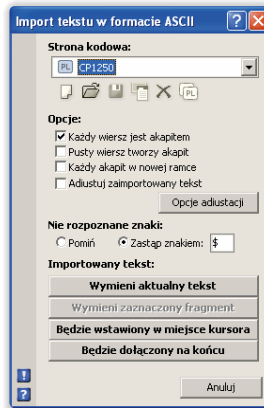 Import tekstu w formacie ASCII
Strona kodowa:
PL CP1250
PL
Opcje:
Każdy wiersz jest akapitem
Pusty wiersz tworzy akapit
Każdy akapit w nowej ramce
Adiustuj zaimportowany tekst
Opcje adiustacji
Nie rozpoznane znaki:
Pomiń Zastąp znakiem: $
Importowany tekst:
Wymieni aktualny tekst
Wymieni zaznaczony fragment
Będzie wstawiony w miejsce kursora
Będzie dołączony na końcu
Anuluj